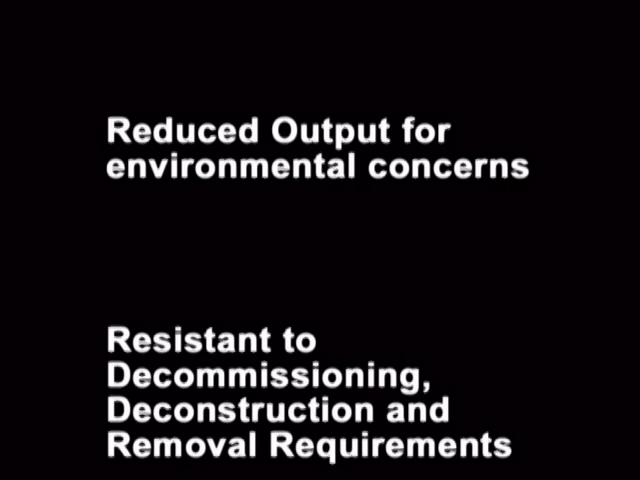 Reduced Output for
environmental concerns
Resistant to
Decommissioning,
Deconstruction and
Removal Requirements